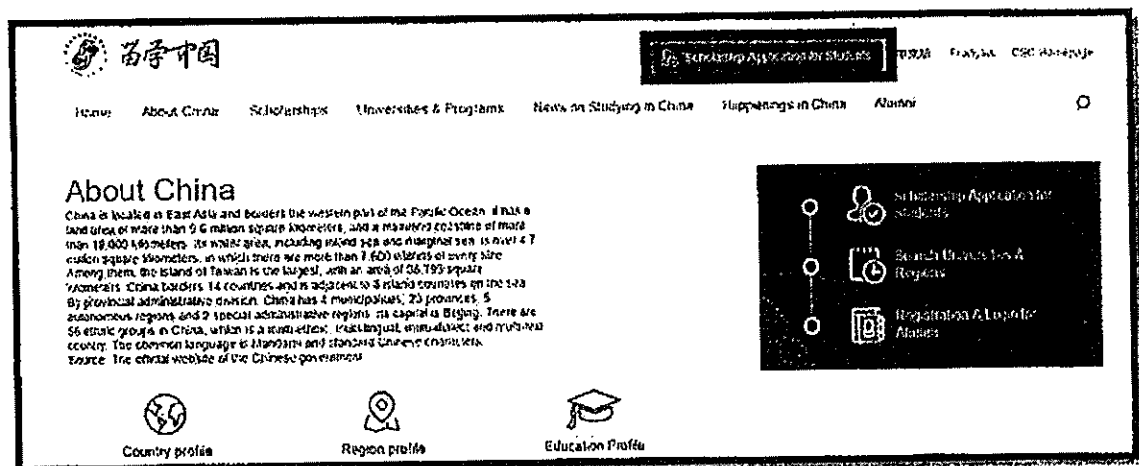 留学中国
Scholarship Application for Students Français CSC Homepage
Home About China Scholarships Universities & Programs News on Studying in China Happenings in China Alumni
About China
China is located in East Asia and borders the western part of the Pacific Ocean. It has a
land area of more than 9.6 million square kilometers, and a mainland coastline of more
than 18,000 kilometers. Its water area, including inland sea and marginal sea, is over 4.7
million square kilometers, in which there are more than 7,600 islands of every size.
Among them, the island of Taiwan is the largest, with an area of square
kilometers. China borders 14 countries and is adjacent to 8 island countries on the sea.
By provincial administrative division, China has 4 municipalities, 23 provinces, 5
autonomous regions and 2 special administrative regions. Its capital is Beijing. There are
56 ethnic groups in China, which is a multi-ethnic, multi-lingual, multi-dialect and
country. The common language is Mandarin and standard Chinese characters.
Source: The official website of the Chinese government
Scholarship Application for
Students
Search Universities &
Regions
Registration & Login for
Country profile Region profile Education Profile